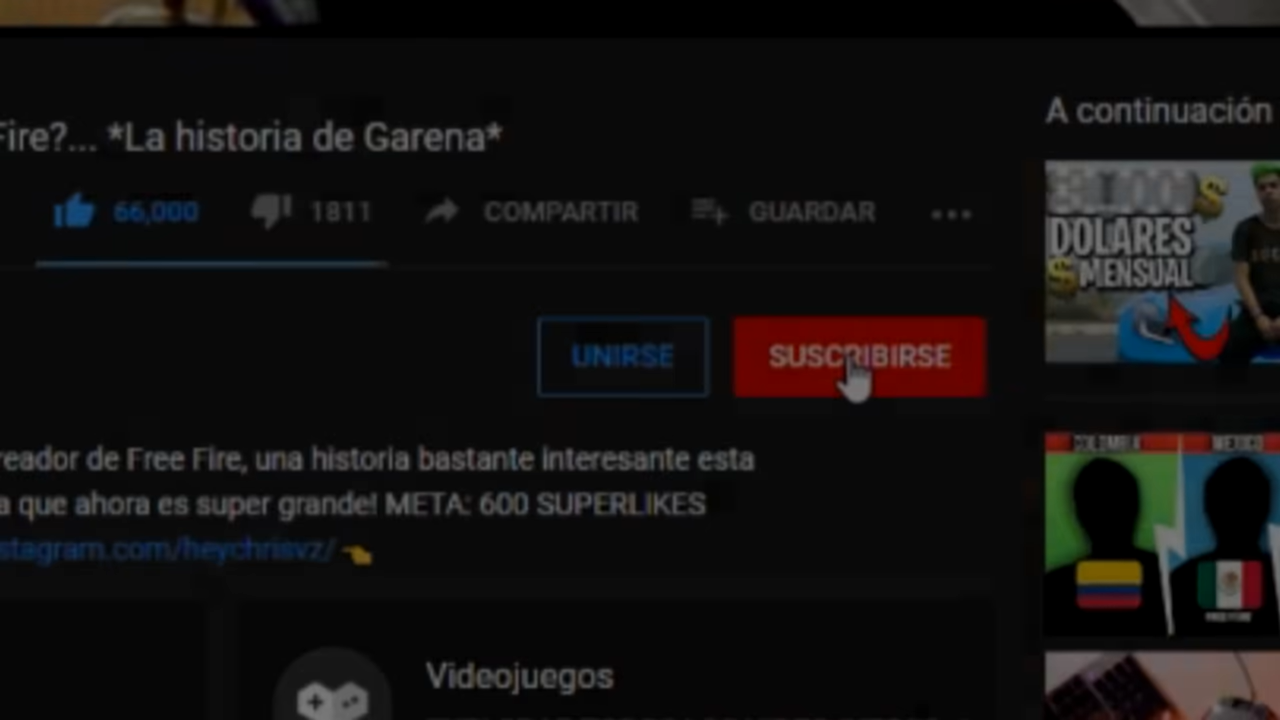 Fire?... *La historia de Garena*
66,000 1811 COMPARTIR GUARDAR
UNIRSE SUSCRIBIRSE
reador de Free Fire, una historia bastante interesante esta
a que ahora es super grande! META: 600 SUPERLIKES
stagram.com/heychrisvz/
Videojuegos
A continuación
DOLARES
$ MENSUAL
COLOMBIA MEXICO